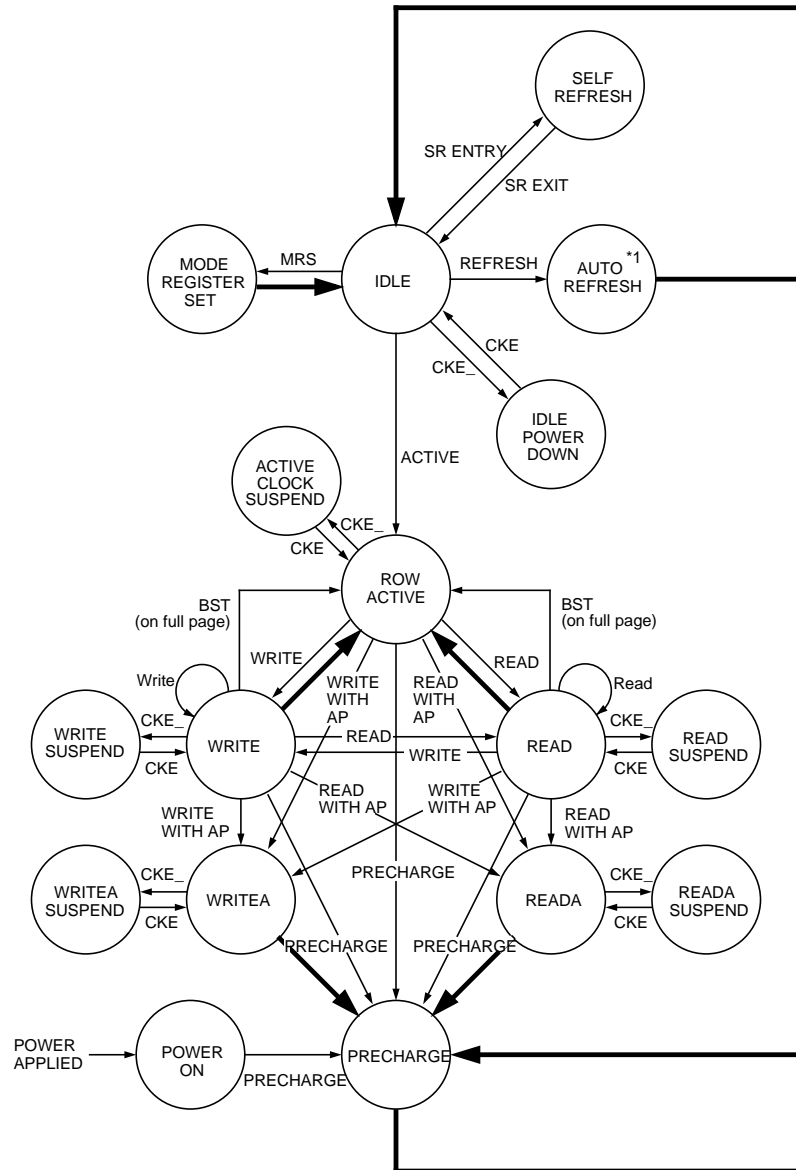 SELF
REFRESH
SR ENTRY
SR EXIT
MODE
REGISTER
SET
MRS
IDLE
REFRESH
AUTO *1
REFRESH
CKE
CKE_
IDLE
POWER
DOWN
ACTIVE
ACTIVE
CLOCK
SUSPEND
CKE_
CKE
ROW
ACTIVE
BST
(on full page)
BST
(on full page)
WRITE
READ
Write
WRITE
WITH
AP
READ
WITH
AP
Read
WRITE
SUSPEND
CKE_
CKE
WRITE
READ
WRITE
READ
CKE_
CKE
READ
SUSPEND
WRITE
WITH AP
READ
WITH AP
WRITE
WITH AP
READ
WITH AP
WRITEA
SUSPEND
CKE_
CKE
WRITEA
PRECHARGE
READA
CKE_
CKE
READA
SUSPEND
PRECHARGE
PRECHARGE
POWER
APPLIED
POWER
ON
PRECHARGE
PRECHARGE